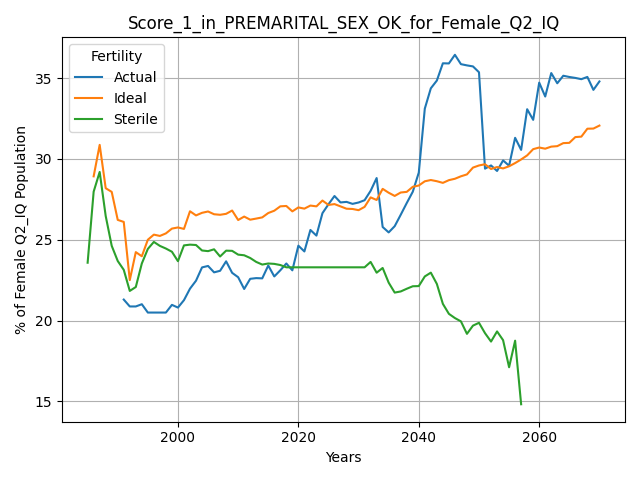 Score_1_in_PREMARITAL_SEX_OK_for_Female_Q2_IQ
Fertility
Actual
Ideal
Sterile
% of Female Q2_IQ Population
35
30
25
20
15
2000
2020
2040
2060
Years